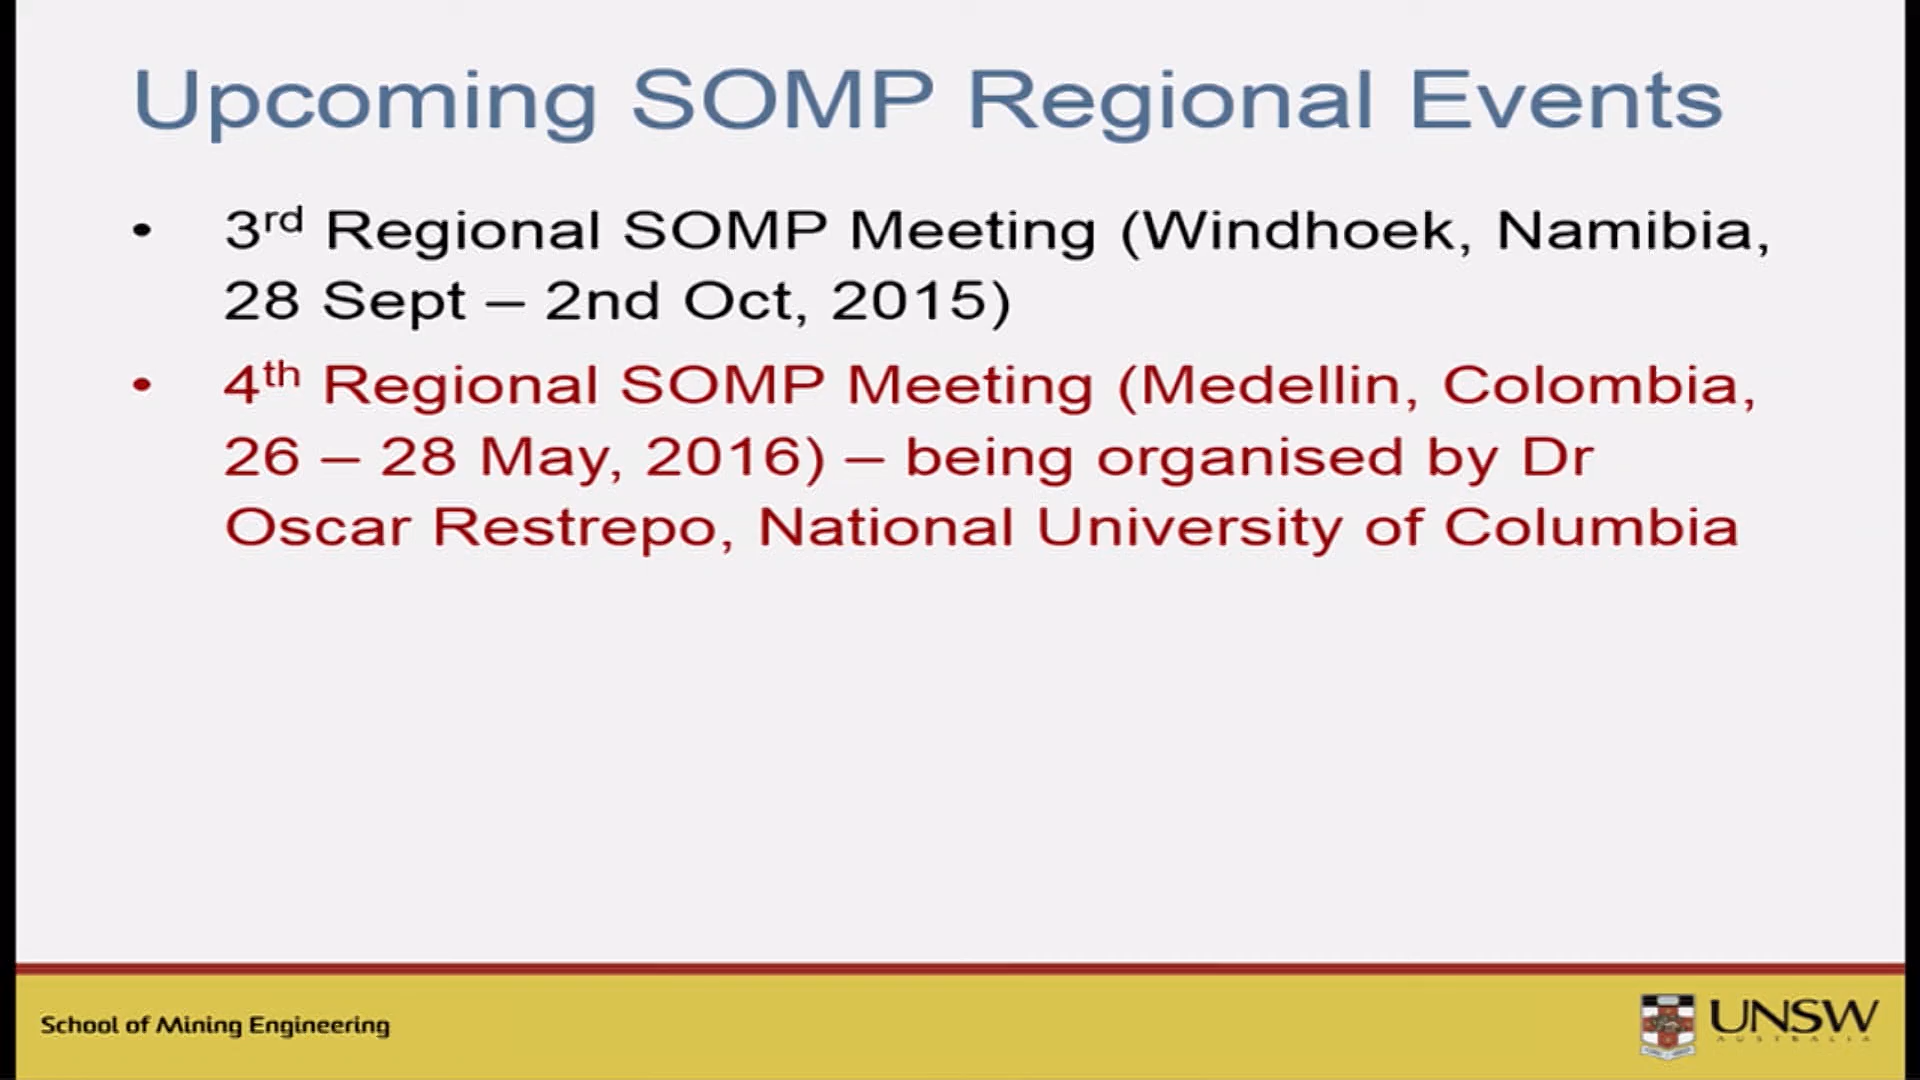 Upcoming SOMP Regional Events
• 3rd Regional SOMP Meeting (Windhoek, Namibia,
28 Sept – 2nd Oct, 2015)
• 4th Regional SOMP Meeting (Medellin, Colombia,
26 – 28 May, 2016) – being organised by Dr
Oscar Restrepo, National University of Columbia
School of Mining Engineering
UNSW
AUSTRALIA